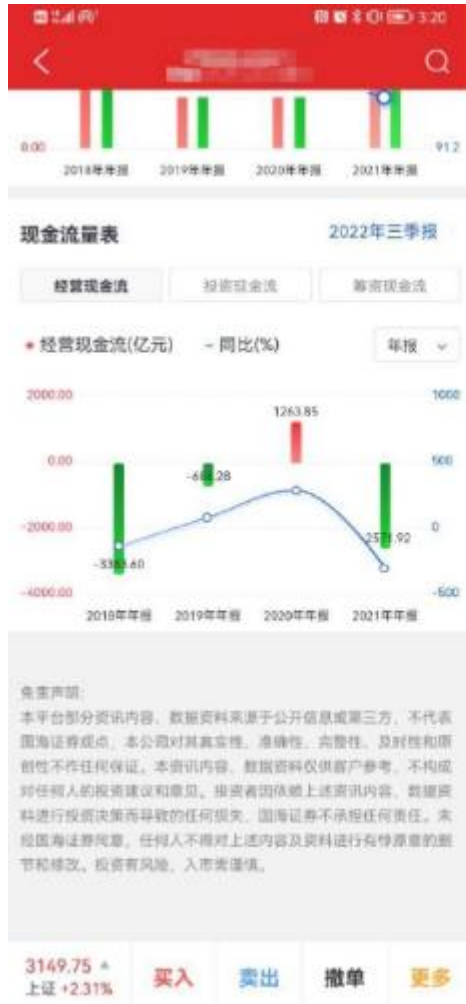 3:20
0.00
912
2018年年报 2019年年报 2020年年报 2021年年报
现金流量表
2022年三季报
经营现金流 投资现金流 筹资现金流
经营现金流(亿元) 同比(%) 年报
2000.00 1000
1263.85
0.00 500
-2000.00 0
-4000.00 -500
2018年年报 2019年年报 2020年年报 2021年年报
免责声明:
本平台部分资讯内容、数据资料来源于公开信息或第三方，不代表
国海证券观点，本公司对其真实性、准确性、完整性、及时性和原
创性不作任何保证。本资讯内容、数据资料仅供客户参考，不构成
对任何人的投资建议和意见。投资者因依赖上述资讯内容、数据资
料进行投资决策而导致的任何损失，国海证券不承担任何责任。未
经国海证券同意，任何人不得对上述内容及资料进行有悖原意的删
节和修改。投资有风险，入市需谨慎。
3149.75
上证 +2.31%
买入 卖出 撤单 更多